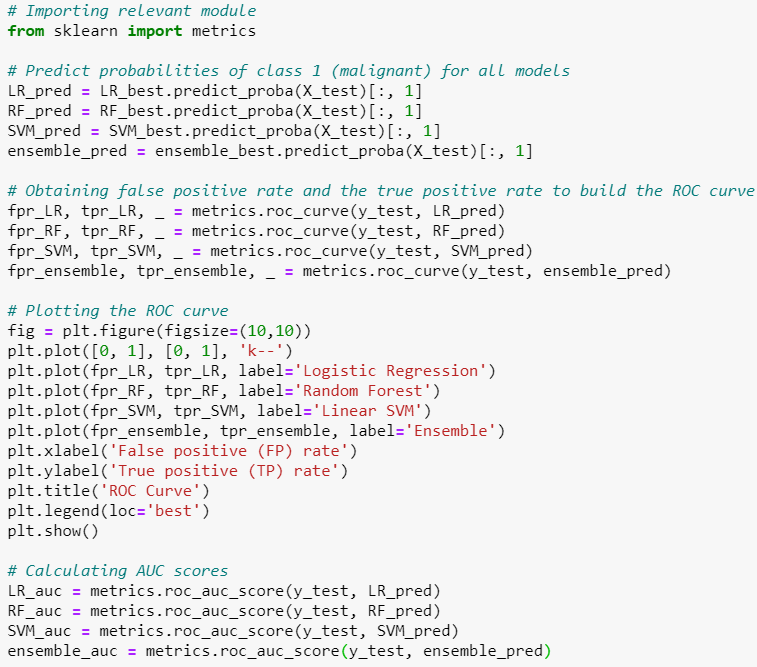 # Importing relevant module
from sklearn import metrics
# Predict probabilities of class 1 (malignant) for all models
LR_pred = LR_best.predict_proba(X_test)[:, 1]
RF_pred = RF_best.predict_proba(X_test)[:, 1]
SVM_pred = SVM_best.predict_proba(X_test)[:, 1]
ensemble_pred = ensemble_best.predict_proba(X_test)[:, 1]
# Obtaining false positive rate and the true positive rate to build the ROC curve
fpr_LR, tpr_LR, _ = metrics.roc_curve(y_test, LR_pred)
fpr_RF, tpr_RF, _ = metrics.roc_curve(y_test, RF_pred)
fpr_SVM, tpr_SVM, _ = metrics.roc_curve(y_test, SVM_pred)
fpr_ensemble, tpr_ensemble, _ = metrics.roc_curve(y_test, ensemble_pred)
# Plotting the ROC curve
fig = plt.figure(figsize=(10,10))
plt.plot([0, 1], [0, 1], 'k--')
plt.plot(fpr_LR, tpr_LR, label='Logistic Regression')
plt.plot(fpr_RF, tpr_RF, label='Random Forest')
plt.plot(fpr_SVM, tpr_SVM, label='Linear SVM')
plt.plot(fpr_ensemble, tpr_ensemble, label='Ensemble')
plt.xlabel('False positive (FP) rate')
plt.ylabel('True positive (TP) rate')
plt.title('ROC Curve')
plt.legend(loc='best')
plt.show()
# Calculating AUC scores
LR_auc = metrics.roc_auc_score(y_test, LR_pred)
RF_auc = metrics.roc_auc_score(y_test, RF_pred)
SVM_auc = metrics.roc_auc_score(y_test, SVM_pred)
ensemble_auc = metrics.roc_auc_score(y_test, ensemble_pred)